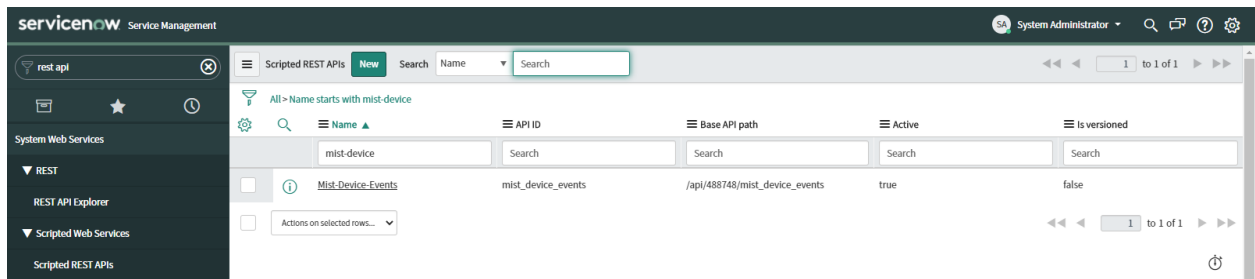 servicenow Service Management
SA System Administrator
rest api
System Web Services
REST
REST API Explorer
Scripted Web Services
Scripted REST APIs
Scripted REST APIs New Search Name Search 1 to 1 of 1
All > Name starts with mist-device
Name API ID Base API path Active Is versioned
mist-device Search Search Search Search
Mist-Device-Events mist_device_events /api/488748/mist_device_events true false
Actions on selected rows... 1 to 1 of 1